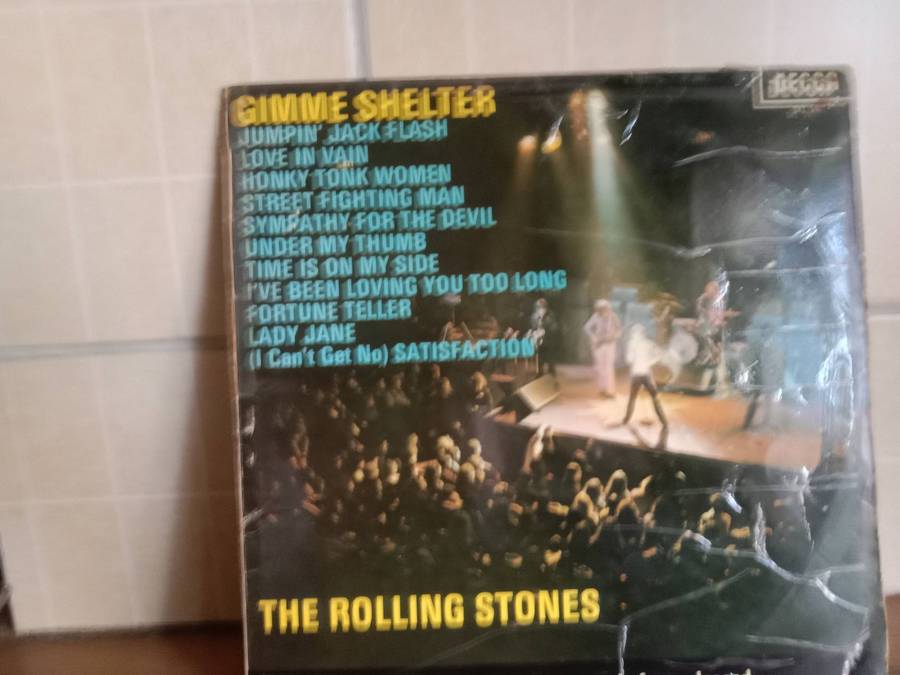 DECCA
GIMME SHELTER
JUMPIN' JACK FLASH
LOVE IN VAIN
HONKY TONK WOMEN
STREET FIGHTING MAN
SYMPATHY FOR THE DEVIL
UNDER MY THUMB
TIME IS ON MY SIDE
I'VE BEEN LOVING YOU TOO LONG
FORTUNE TELLER
LADY JANE
(I Can't Get No) SATISFACTION
THE ROLLING STONES